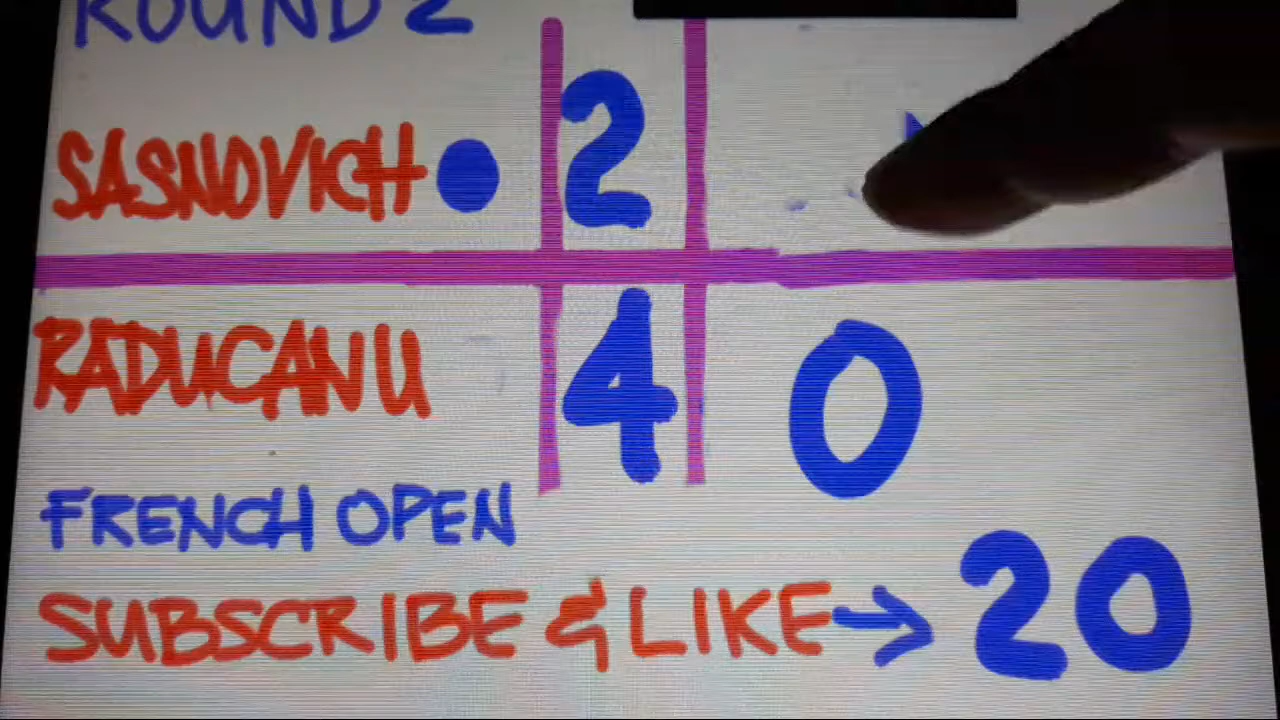 ROUND 2
SASNOVICH 2
RADUCANU 4 0
FRENCH OPEN
SUBSCRIBE & LIKE → 20